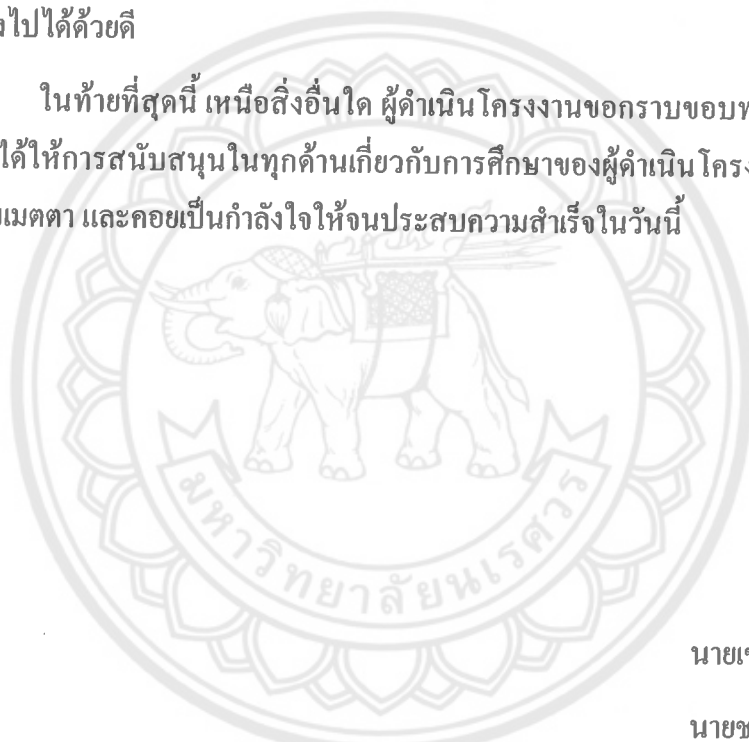 งไปได้ด้วยดี
ในท้ายที่สุดนี้ เหนือสิ่งอื่นใด ผู้ดำเนินโครงงานขอกราบขอบ
ได้ให้การสนับสนุนในทุกด้านเกี่ยวกับการศึกษาของผู้ดำเนินโครง
เมตตา และคอยเป็นกำลังใจให้จนประสบความสำเร็จในวันนี้
มหาวิทยาลัยนเรศวร
นาย
นาย